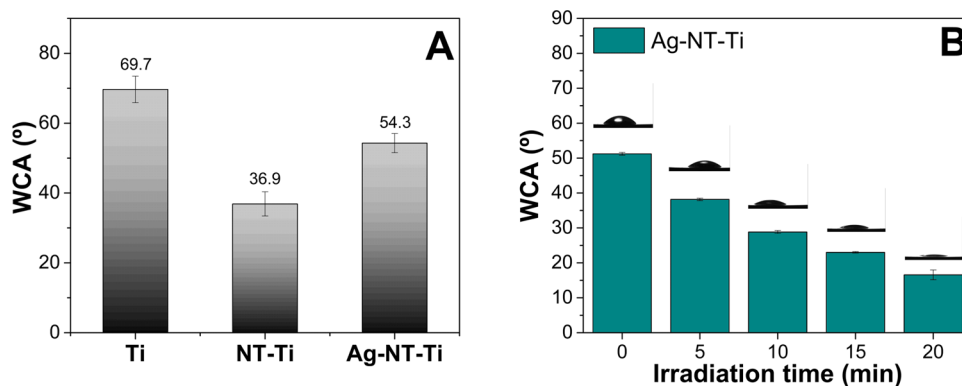 A
WCA (º)
80
60
40
20
0
69.7
36.9
54.3
Ti NT-Ti Ag-NT-Ti
B
Ag-NT-Ti
WCA (º)
90
80
70
60
50
40
30
20
10
0
0 5 10 15 20
Irradiation time (min)